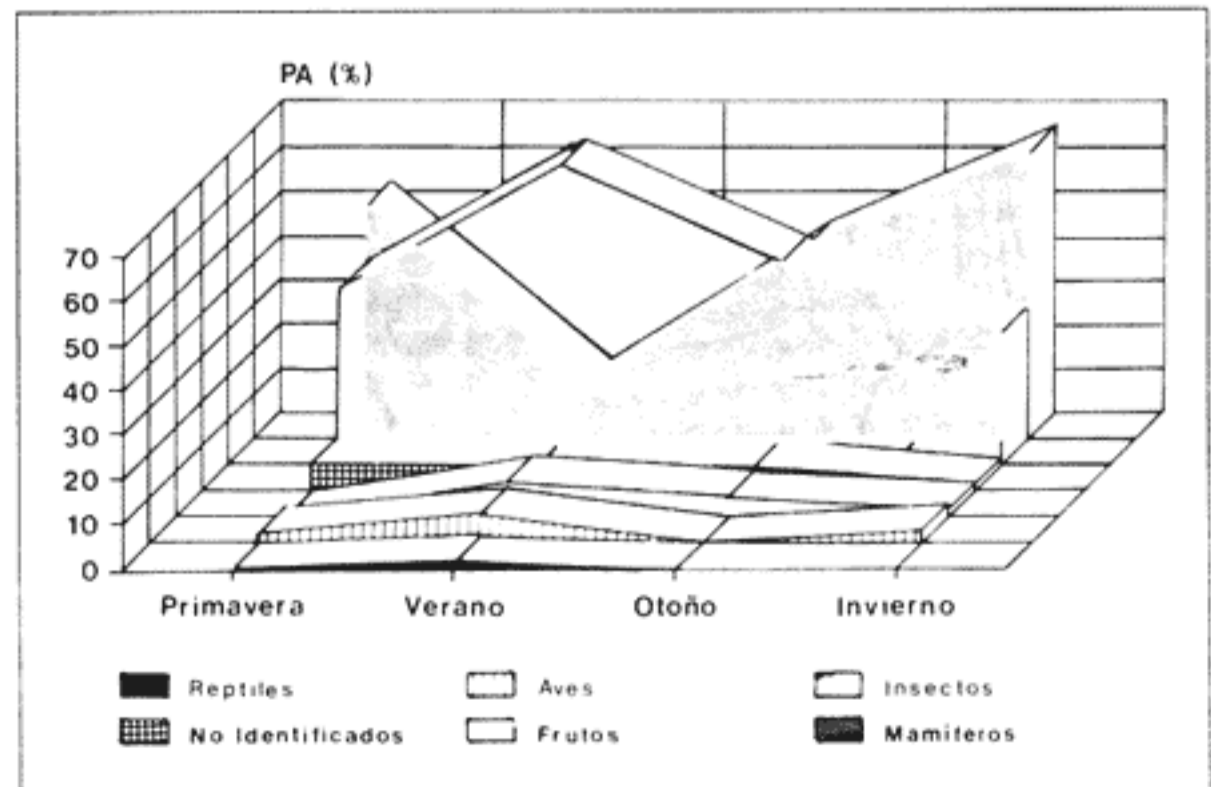 PA (%)
70
60
50
40
30
20
10
0
Primavera Verano Otoño Invierno
Reptiles Aves Insectos
No Identificados Frutos Mamíferos